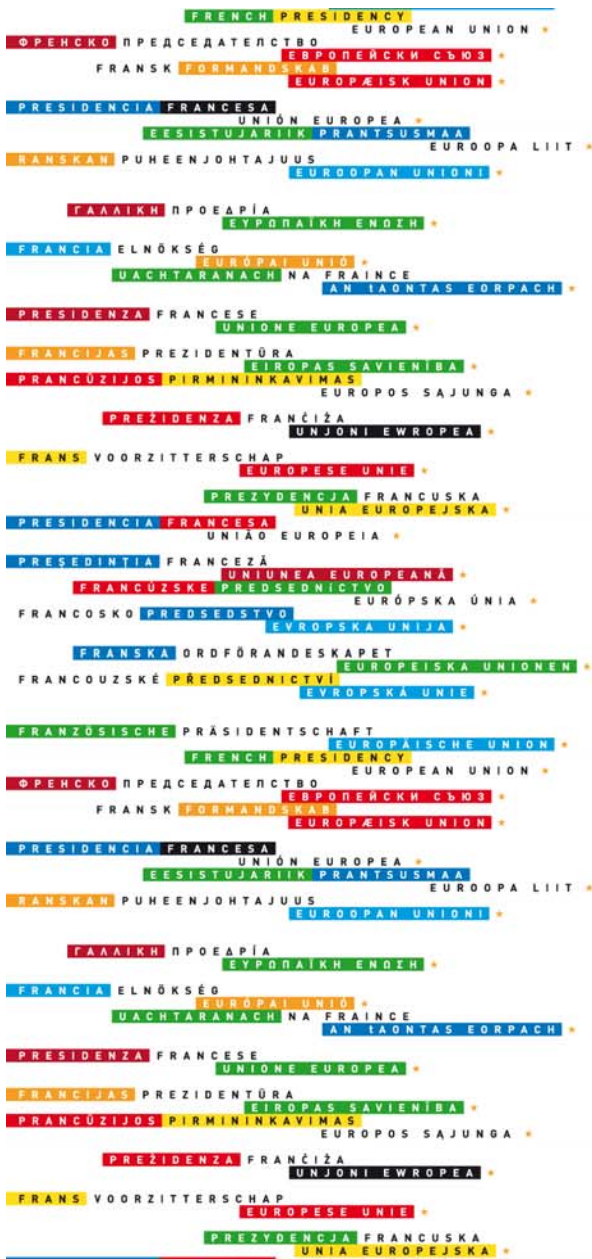 FRENCH PRESIDENCY
EUROPEAN UNION
ФРЕНСКО ПРЕДСЕДАТЕЛСТВО
ЕВРОПЕЙСКИ СЪЮЗ
FRANSK FORMANDSKAB
EUROPÆISK UNION
PRESIDENCIA FRANCESA
UNIÓN EUROPEA
EESISTUJARIIK PRANTSUSMAA
EUROOPA LIIT
RANSKAN PUHEENJOHTAJUUS
EUROOPAN UNIONI
ΓΑΛΛΙΚΗ ΠΡΟΕΔΡΊΑ
ΕΥΡΩΠΑΪΚΗ ΕΝΩΣΗ
FRANCIA ELNÖKSÉG
EURÓPAI UNIÓ
UACHTARANACH NA FRAINCE
AN tAONTAS EORPACH
PRESIDENZA FRANCESE
UNIONE EUROPEA
FRANCIJAS PREZIDENTŪRA
EIROPAS SAVIENĪBA
PRANCŪZIJOS PIRMININKAVIMAS
EUROPOS SĄJUNGA
PREŻIDENZA FRANĊIŻA
UNJONI EWROPEA
FRANS VOORZITTERSCHAP
EUROPESE UNIE
PREZYDENCJA FRANCUSKA
UNIA EUROPEJSKA
PRESIDENCIA FRANCESA
UNIÃO EUROPEIA
PREŞEDINŢIA FRANCEZĂ
UNIUNEA EUROPEANĂ
FRANCÚZSKE PREDSEDNÍCTVO
EURÓPSKA ÚNIA
FRANCOSKO PREDSEDSTVO
EVROPSKA UNIJA
FRANSKA ORDFÖRANDESKAPET
EUROPEISKA UNIONEN
FRANCOUZSKÉ PŘEDSEDNICTVÍ
EVROPSKÁ UNIE
FRANZÖSISCHE PRÄSIDENTSCHAFT
EUROPÄISCHE UNION
FRENCH PRESIDENCY
EUROPEAN UNION
ФРЕНСКО ПРЕДСЕДАТЕЛСТВО
ЕВРОПЕЙСКИ СЪЮЗ
FRANSK FORMANDSKAB
EUROPÆISK UNION
PRESIDENCIA FRANCESA
UNIÓN EUROPEA
EESISTUJARIIK PRANTSUSMAA
EUROOPA LIIT
RANSKAN PUHEENJOHTAJUUS
EUROOPAN UNIONI
ΓΑΛΛΙΚΗ ΠΡΟΕΔΡΊΑ
ΕΥΡΩΠΑΪΚΗ ΕΝΩΣΗ
FRANCIA ELNÖKSÉG
EURÓPAI UNIÓ
UACHTARANACH NA FRAINCE
AN tAONTAS EORPACH
PRESIDENZA FRANCESE
UNIONE EUROPEA
FRANCIJAS PREZIDENTŪRA
EIROPAS SAVIENĪBA
PRANCŪZIJOS PIRMININKAVIMAS
EUROPOS SĄJUNGA
PREŻIDENZA FRANĊIŻA
UNJONI EWROPEA
FRANS VOORZITTERSCHAP
EUROPESE UNIE
PREZYDENCJA FRANCUSKA
UNIA EUROPEJSKA